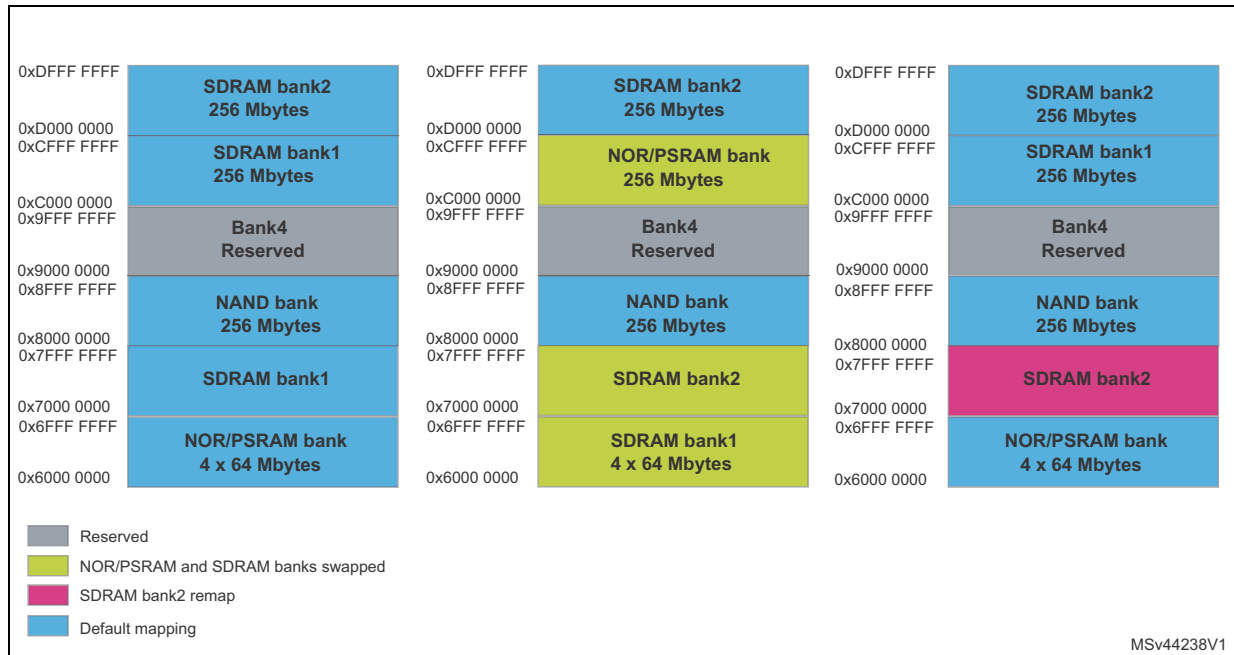 0xDFFF FFFF
SDRAM bank2
256 Mbytes
0xD000 0000
0xCFFF FFFF
SDRAM bank1
256 Mbytes
0xC000 0000
0x9FFF FFFF
Bank4
Reserved
0x9000 0000
0x8FFF FFFF
NAND bank
256 Mbytes
0x8000 0000
0x7FFF FFFF
SDRAM bank1
0x7000 0000
0x6FFF FFFF
NOR/PSRAM bank
4 x 64 Mbytes
0x6000 0000
0xDFFF FFFF
SDRAM bank2
256 Mbytes
0xD000 0000
0xCFFF FFFF
NOR/PSRAM bank
256 Mbytes
0xC000 0000
0x9FFF FFFF
Bank4
Reserved
0x9000 0000
0x8FFF FFFF
NAND bank
256 Mbytes
0x8000 0000
0x7FFF FFFF
SDRAM bank2
0x7000 0000
0x6FFF FFFF
SDRAM bank1
4 x 64 Mbytes
0x6000 0000
0xDFFF FFFF
SDRAM bank2
256 Mbytes
0xD000 0000
0xCFFF FFFF
SDRAM bank1
256 Mbytes
0xC000 0000
0x9FFF FFFF
Bank4
Reserved
0x9000 0000
0x8FFF FFFF
NAND bank
256 Mbytes
0x8000 0000
0x7FFF FFFF
SDRAM bank2
0x7000 0000
0x6FFF FFFF
NOR/PSRAM bank
4 x 64 Mbytes
0x6000 0000
Reserved
NOR/PSRAM and SDRAM banks swapped
SDRAM bank2 remap
Default mapping
MSv44238V1